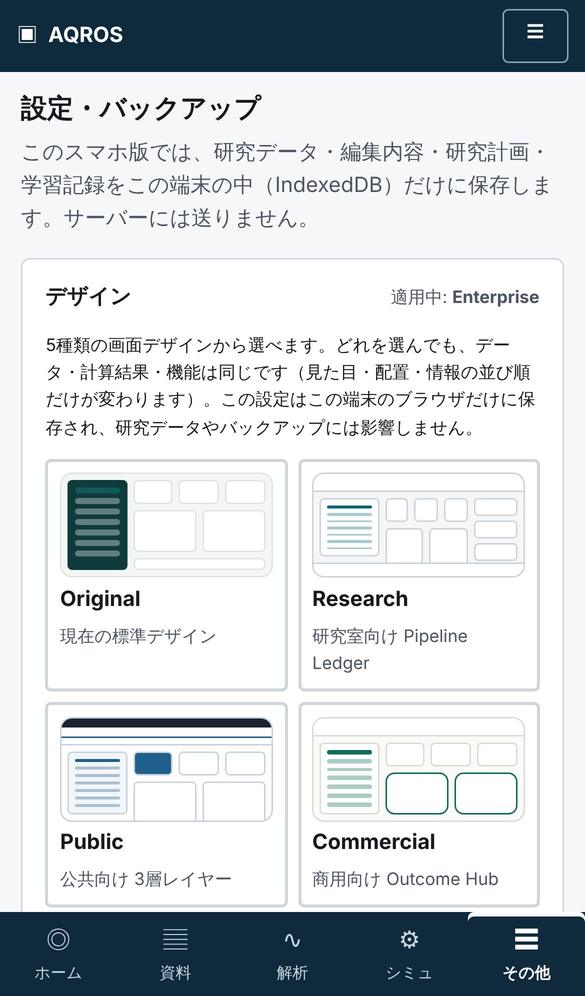 AQROS
設定・バックアップ
このスマホ版では、研究データ・編集内容・研究計画・
学習記録をこの端末の中（IndexedDB）だけに保存しま
す。サーバーには送りません。
デザイン
適用中: Enterprise
5種類の画面デザインから選べます。どれを選んでも、デー
タ・計算結果・機能は同じです（見た目・配置・情報の並び順
だけが変わります）。この設定はこの端末のブラウザだけに保
存され、研究データやバックアップには影響しません。
Original
現在の標準デザイン
Research
研究室向け Pipeline
Ledger
Public
公共向け 3層レイヤー
Commercial
商用向け Outcome Hub
ホーム
資料
解析
シミュ
その他